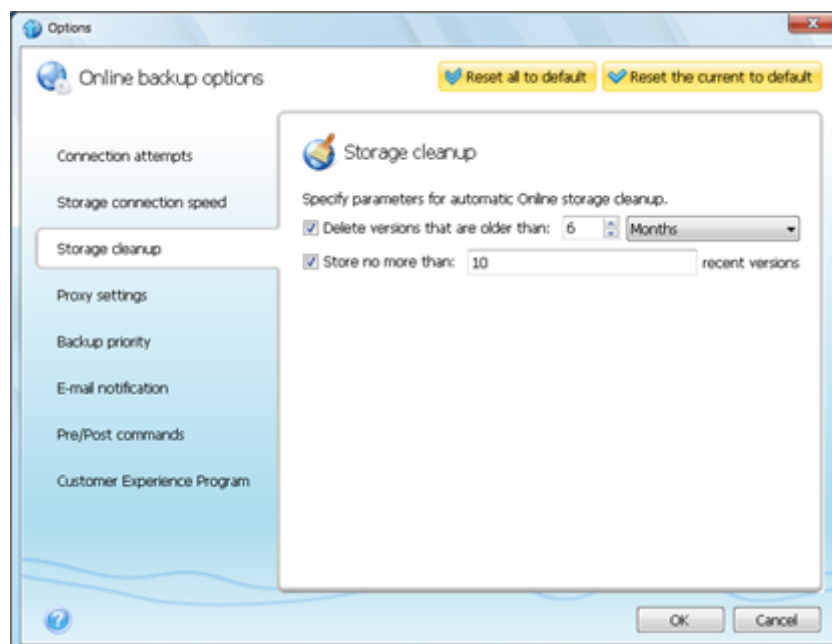 Options
Online backup options
Reset all to default
Reset the current to default
Connection attempts
Storage connection speed
Storage cleanup
Proxy settings
Backup priority
E-mail notification
Pre/Post commands
Customer Experience Program
Storage cleanup
Specify parameters for automatic Online storage cleanup.
Delete versions that are older than: 6 Months
Store no more than: 10 recent versions
OK
Cancel